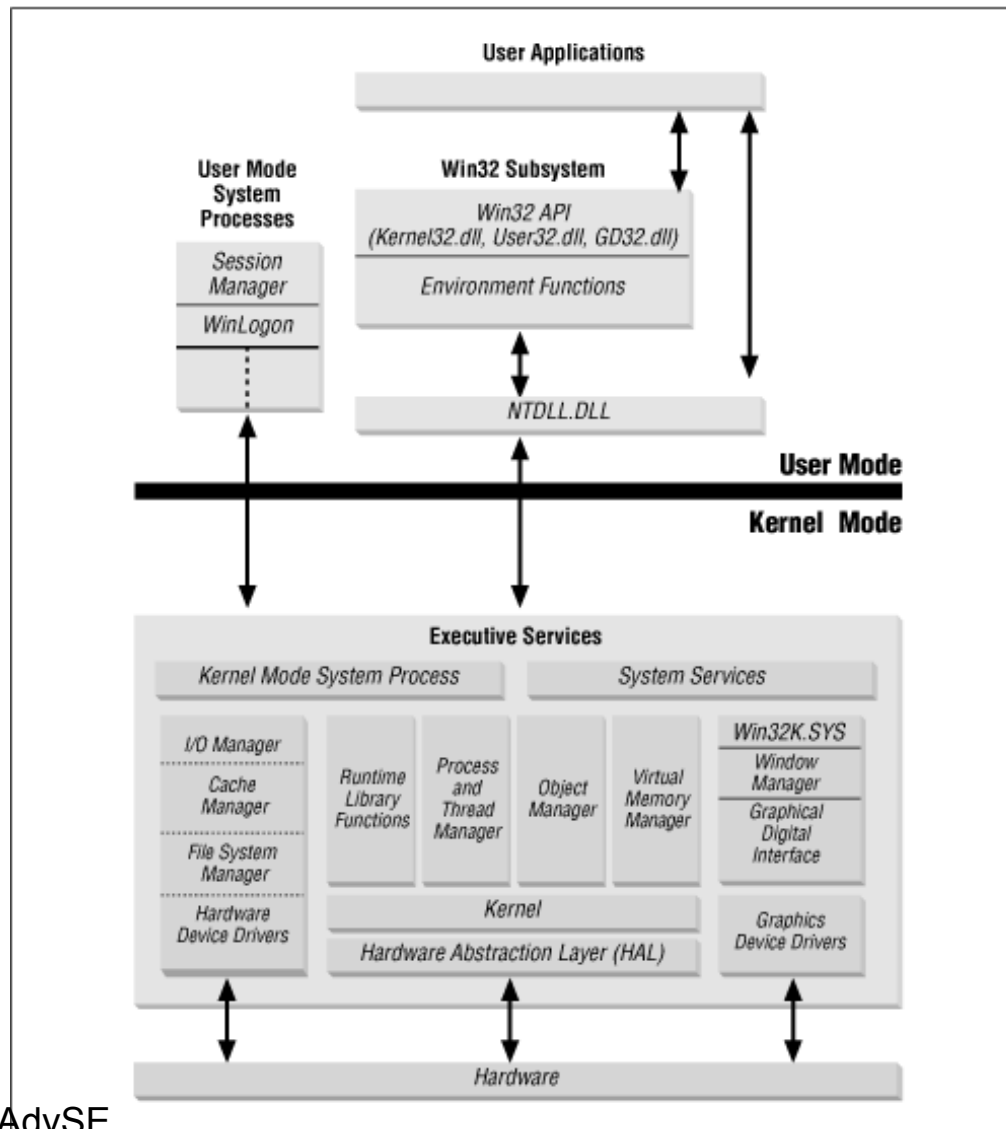 User Applications
User Mode
System
Processes
Session
Manager
WinLogon
Win32 Subsystem
Win32 API
(Kernel32.dll, User32.dll, GD32.dll)
Environment Functions
NTDLL.DLL
User Mode
Kernel Mode
Executive Services
Kernel Mode System Process
System Services
I/O Manager
Cache
Manager
File System
Manager
Hardware
Device Drivers
Runtime
Library
Functions
Process
and
Thread
Manager
Object
Manager
Virtual
Memory
Manager
Win32K.SYS
Window
Manager
Graphical
Digital
Interface
Kernel
Hardware Abstraction Layer (HAL)
Graphics
Device Drivers
Hardware
AdvSE